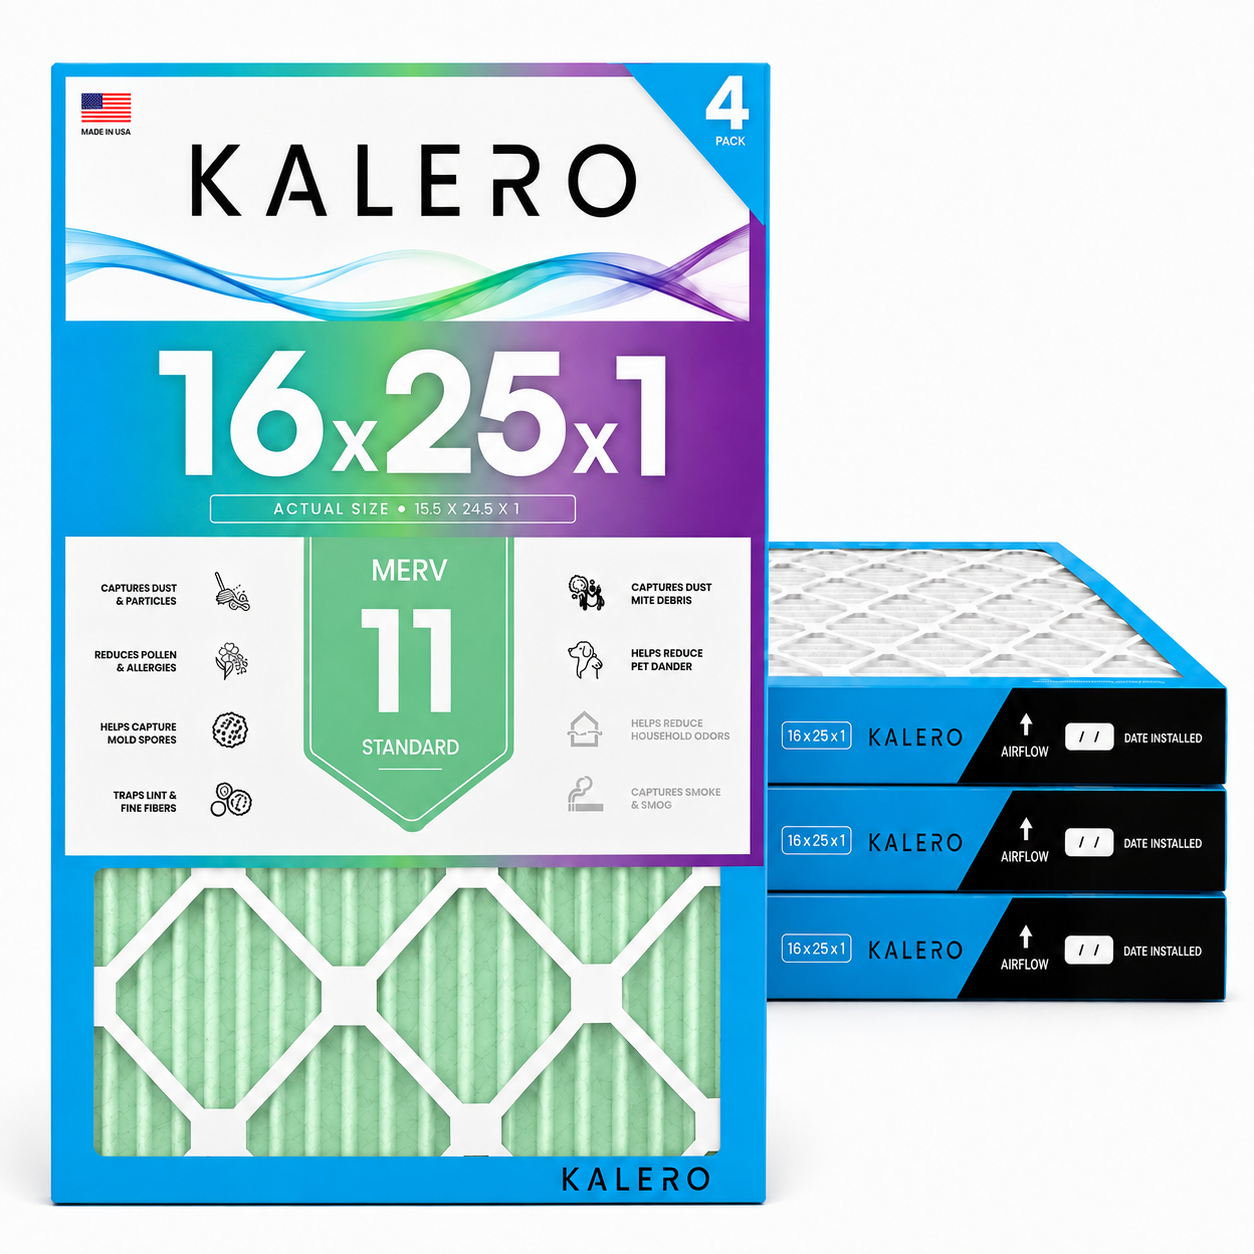 MADE IN USA
4
PACK
KALERO
16x25x1
ACTUAL SIZE • 15.5 X 24.5 X 1
CAPTURES DUST
& PARTICLES
REDUCES POLLEN
& ALLERGIES
HELPS CAPTURE
MOLD SPORES
TRAPS LINT &
FINE FIBERS
MERV
11
STANDARD
CAPTURES DUST
MITE DEBRIS
HELPS REDUCE
PET DANDER
HELPS REDUCE
HOUSEHOLD ODORS
CAPTURES SMOKE
& SMOG
KALERO
16x25x1 KALERO AIRFLOW / / DATE INSTALLED
16x25x1 KALERO AIRFLOW / / DATE INSTALLED
16x25x1 KALERO AIRFLOW / / DATE INSTALLED